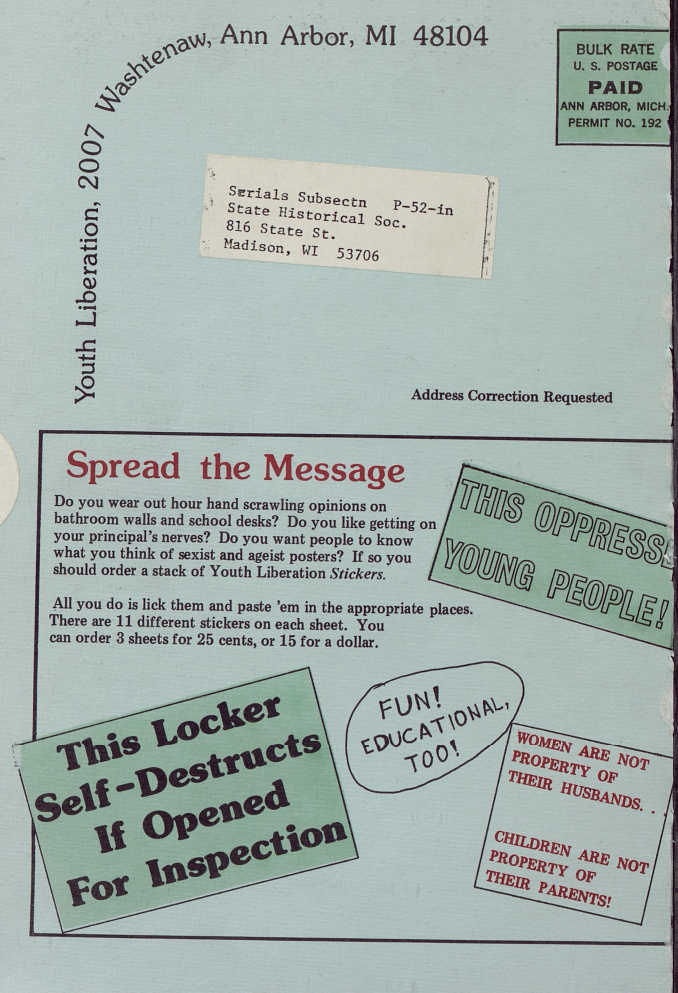 Youth Liberation, 2007 Washtenaw, Ann Arbor, MI 48104
BULK RATE
U. S. POSTAGE
PAID
ANN ARBOR, MICH.
PERMIT NO. 192
Serials Subsectn P-52-in
State Historical Soc.
816 State St.
Madison, WI 53706
Address Correction Requested
Spread the Message
Do you wear out hour hand scrawling opinions on
bathroom walls and school desks? Do you like getting on
your principal's nerves? Do you want people to know
what you think of sexist and ageist posters? If so you
should order a stack of Youth Liberation Stickers.
All you do is lick them and paste 'em in the appropriate places.
There are 11 different stickers on each sheet. You
can order 3 sheets for 25 cents, or 15 for a dollar.
THIS OPPRESS
YOUNG PEOPLE!
This Locker
Self-Destructs
If Opened
For Inspection
FUN!
EDUCATIONAL,
TOO!
WOMEN ARE NOT
PROPERTY OF
THEIR HUSBANDS. . .
CHILDREN ARE NOT
PROPERTY OF
THEIR PARENTS!